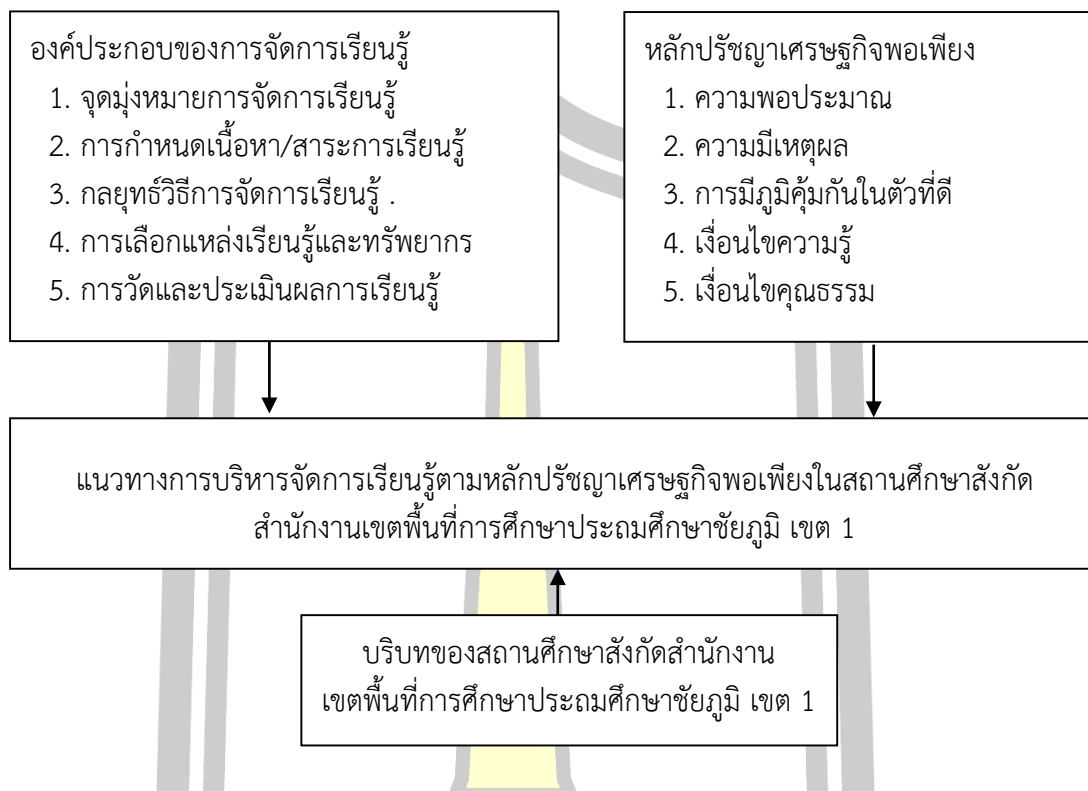 องค์ประกอบของการจัดการเรียนรู้
1. จุดมุ่งหมายการจัดการเรียนรู้
2. การกำหนดเนื้อหา/สาระการเรียนรู้
3. กลยุทธ์วิธีการจัดการเรียนรู้ .
4. การเลือกแหล่งเรียนรู้และทรัพยากร
5. การวัดและประเมินผลการเรียนรู้
หลักปรัชญาเศรษฐกิจพอเพียง
1. ความพอประมาณ
2. ความมีเหตุผล
3. การมีภูมิคุ้มกันในตัวที่ดี
4. เงื่อนไขความรู้
5. เงื่อนไขคุณธรรม
แนวทางการบริหารจัดการเรียนรู้ตามหลักปรัชญาเศรษฐกิจพอเพียงในสถานศึกษาสังกัด
สำนักงานเขตพื้นที่การศึกษาประถมศึกษาชัยภูมิ เขต 1
บริบทของสถานศึกษาสังกัดสำนักงาน
เขตพื้นที่การศึกษาประถมศึกษาชัยภูมิ เขต 1